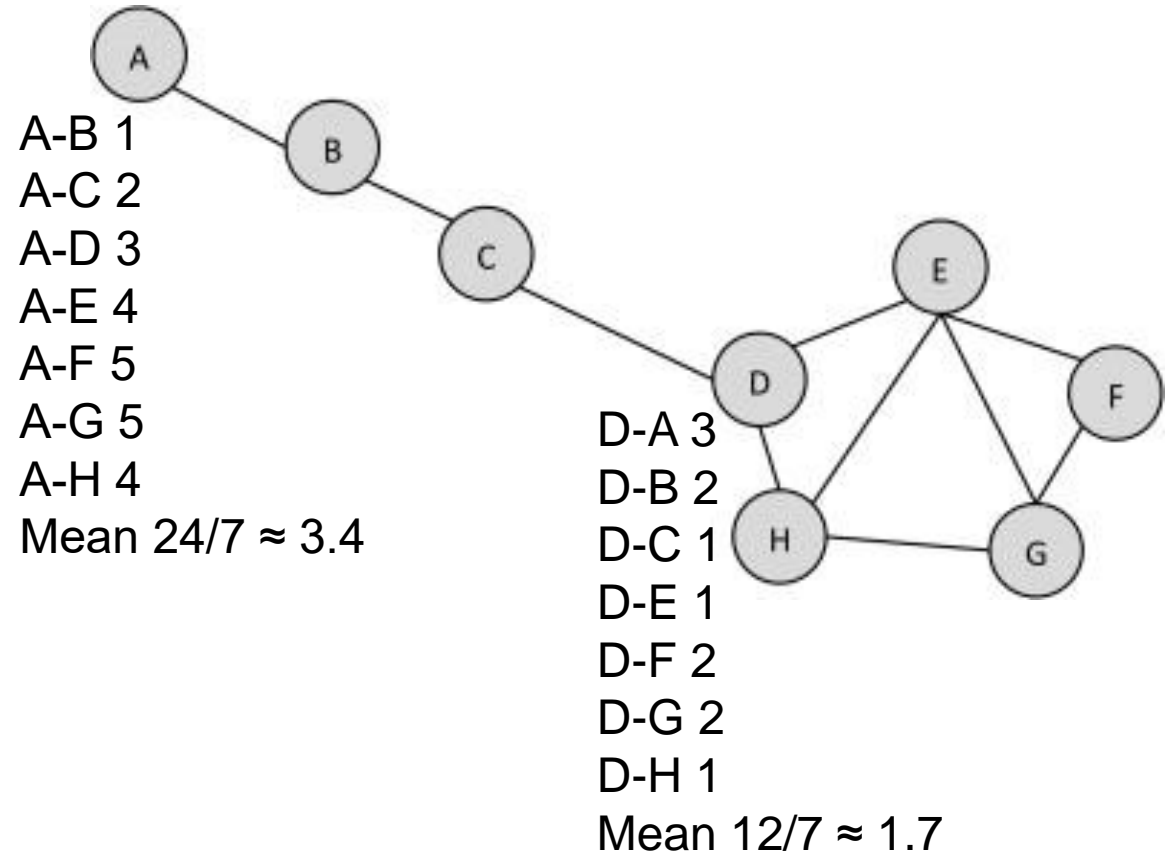 A
B
C
D
E
F
G
H
A-B 1
A-C 2
A-D 3
A-E 4
A-F 5
A-G 5
A-H 4
Mean 24/7 ≈ 3.4
D-A 3
D-B 2
D-C 1
D-E 1
D-F 2
D-G 2
D-H 1
Mean 12/7 ≈ 1.7